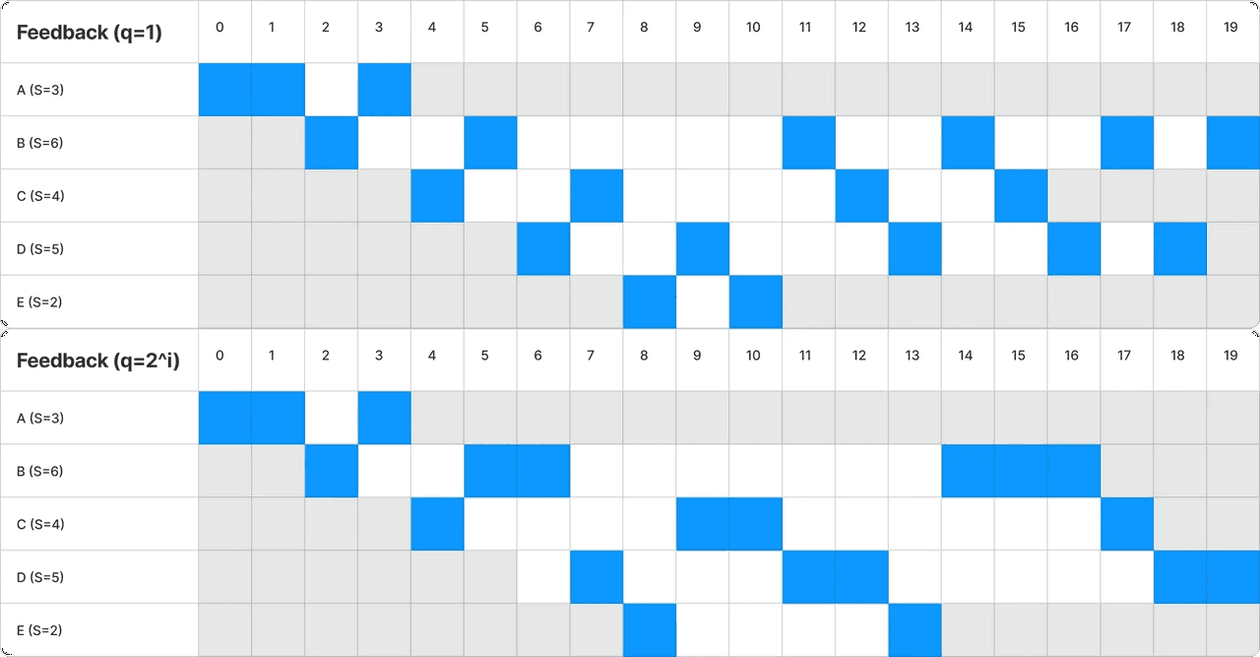 Feedback (q=1) 0 1 2 3 4 5 6 7 8 9 10 11 12 13 14 15 16 17 18 19
A (S=3)
B (S=6)
C (S=4)
D (S=5)
E (S=2)
Feedback (q=2^i) 0 1 2 3 4 5 6 7 8 9 10 11 12 13 14 15 16 17 18 19
A (S=3)
B (S=6)
C (S=4)
D (S=5)
E (S=2)